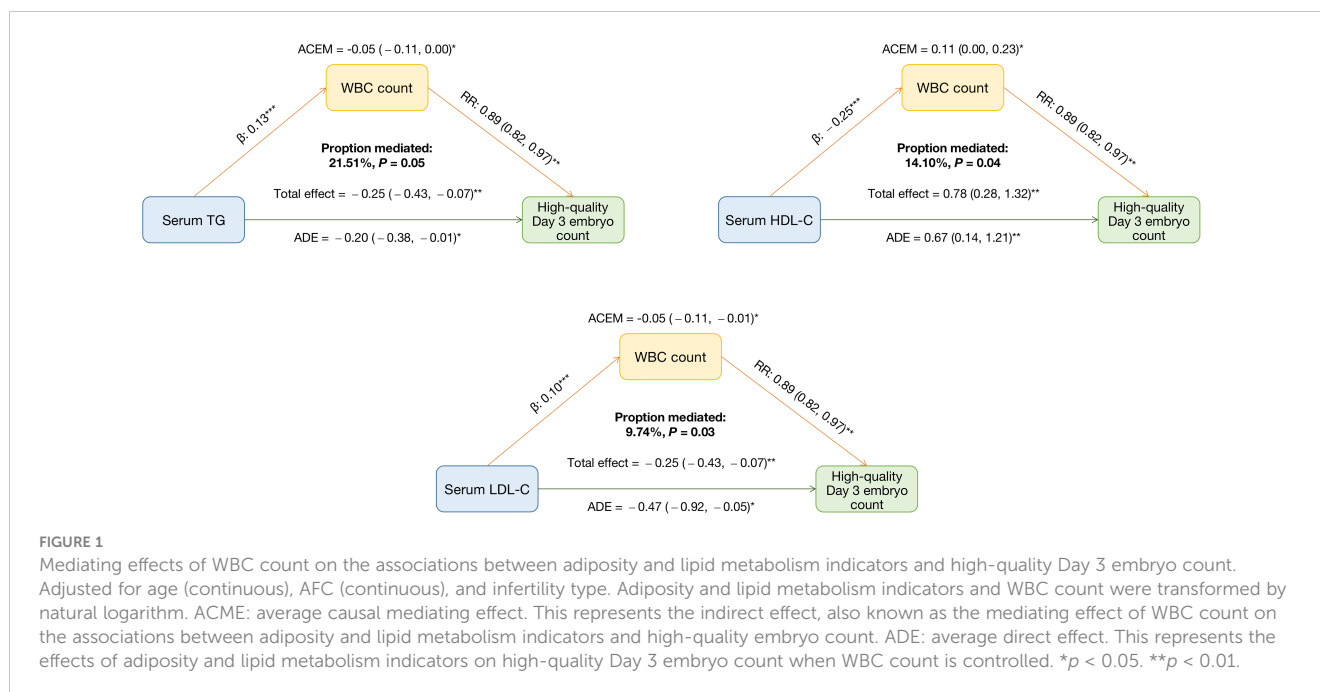 ACEM = -0.05 ( − 0.11, 0.00)*
WBC count
β: 0.13***
RR: 0.89 (0.82, 0.97)**
Proption mediated:
21.51%, P = 0.05
Total effect = − 0.25 ( − 0.43, − 0.07)**
Serum TG
High-quality
Day 3 embryo
count
ADE = − 0.20 ( − 0.38, − 0.01)*
ACEM = 0.11 (0.00, 0.23)*
WBC count
β: − 0.25***
RR: 0.89 (0.82, 0.97)**
Proption mediated:
14.10%, P = 0.04
Total effect = 0.78 (0.28, 1.32)**
Serum HDL-C
High-quality
Day 3 embryo
count
ADE = 0.67 (0.14, 1.21)**
ACEM = -0.05 ( − 0.11, − 0.01)*
WBC count
β: 0.10***
RR: 0.89 (0.82, 0.97)**
Proption mediated:
9.74%, P = 0.03
Total effect = − 0.25 ( − 0.43, − 0.07)**
Serum LDL-C
High-quality
Day 3 embryo
count
ADE = − 0.47 ( − 0.92, − 0.05)*
FIGURE 1
Mediating effects of WBC count on the associations between adiposity and lipid metabolism indicators and high-quality Day 3 embryo count.
Adjusted for age (continuous), AFC (continuous), and infertility type. Adiposity and lipid metabolism indicators and WBC count were transformed by
natural logarithm. ACME: average causal mediating effect. This represents the indirect effect, also known as the mediating effect of WBC count on
the associations between adiposity and lipid metabolism indicators and high-quality embryo count. ADE: average direct effect. This represents the
effects of adiposity and lipid metabolism indicators on high-quality Day 3 embryo count when WBC count is controlled. *p < 0.05. **p < 0.01.